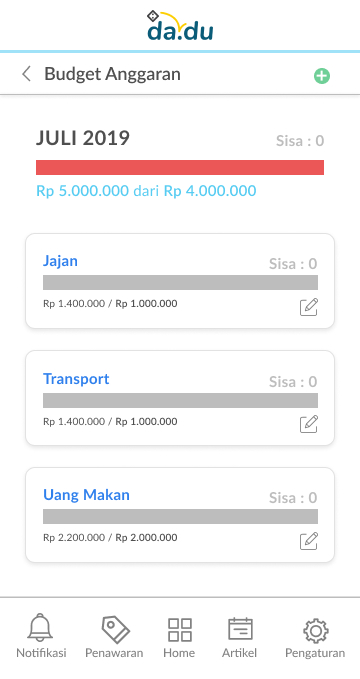 da.du
Budget Anggaran
JULI 2019
Sisa : 0
Rp 5.000.000 dari Rp 4.000.000
Jajan
Sisa : 0
Rp 1.400.000 / Rp 1.000.000
Transport
Sisa : 0
Rp 1.400.000 / Rp 1.000.000
Uang Makan
Sisa : 0
Rp 2.200.000 / Rp 2.000.000
Notifikasi
Penawaran
Home
Artikel
Pengaturan